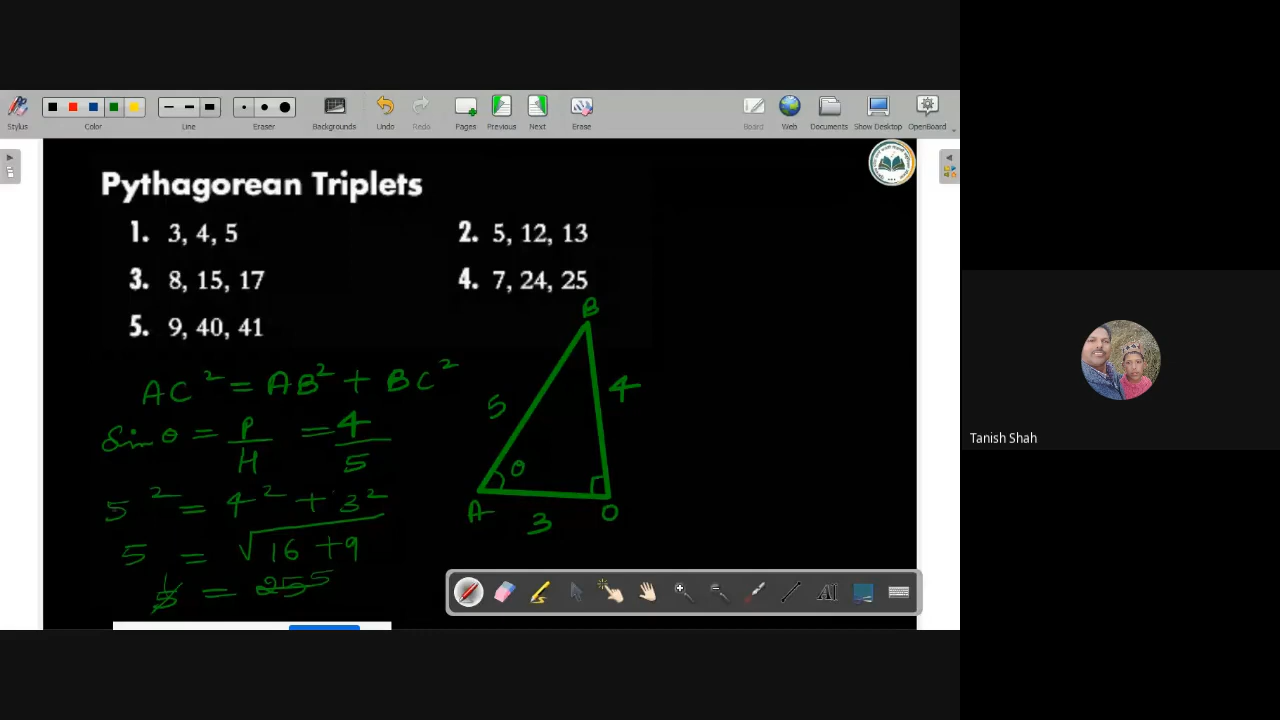 Stylus Color Line Eraser Backgrounds Undo Redo Pages Previous Next Erase Board Web Documents Show Desktop OpenBoard
Pythagorean Triplets
1. 3, 4, 5
2. 5, 12, 13
3. 8, 15, 17
4. 7, 24, 25
5. 9, 40, 41
AC² = AB² + BC²
Sin θ = P/H = 4/5
5² = 4² + 3²
5 = √16 + 9
B
5
4
θ
A
3
O
AI
Tanish Shah